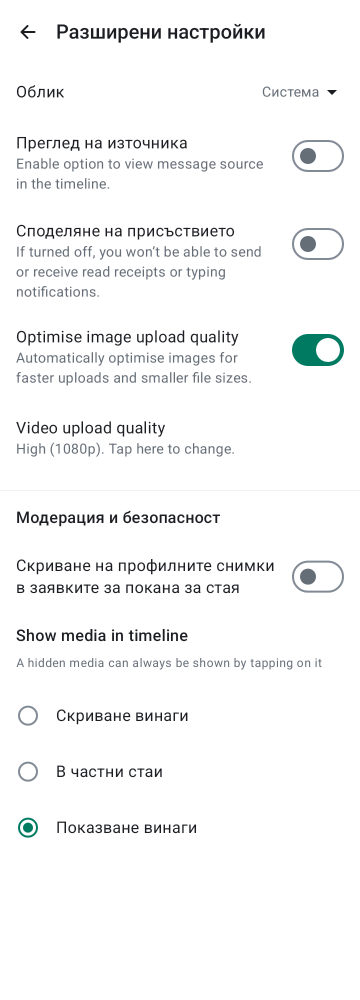 Разширени настройки
Облик
Система
Преглед на източника
Enable option to view message source
in the timeline.
Споделяне на присъствието
If turned off, you won’t be able to send
or receive read receipts or typing
notifications.
Optimise image upload quality
Automatically optimise images for
faster uploads and smaller file sizes.
Video upload quality
High (1080p). Tap here to change.
Модерация и безопасност
Скриване на профилните снимки
в заявките за покана за стая
Show media in timeline
A hidden media can always be shown by tapping on it
Скриване винаги
В частни стаи
Показване винаги